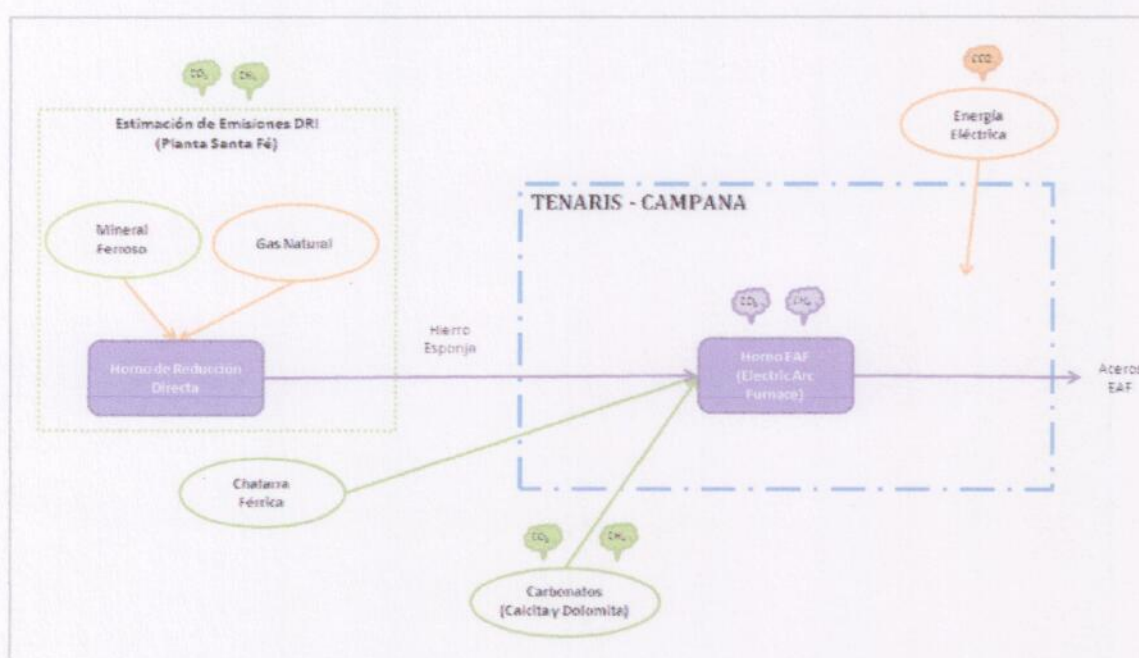 CO₂
CH₄
CO2
Estimación de Emisiones DRI
(Planta Santa Fé)
Energía
Eléctrica
TENARIS - CAMPANA
Mineral
Ferroso
Gas Natural
CO₂
CH₄
Hierro
Esponja
Horno de Reduccion
Directa
Horno EAF
(Electric Arc
Furnace)
Aceros
EAF
Chatarra
Férrica
CO₂
CH₄
Carbonatos
(Calcita y Dolomita)